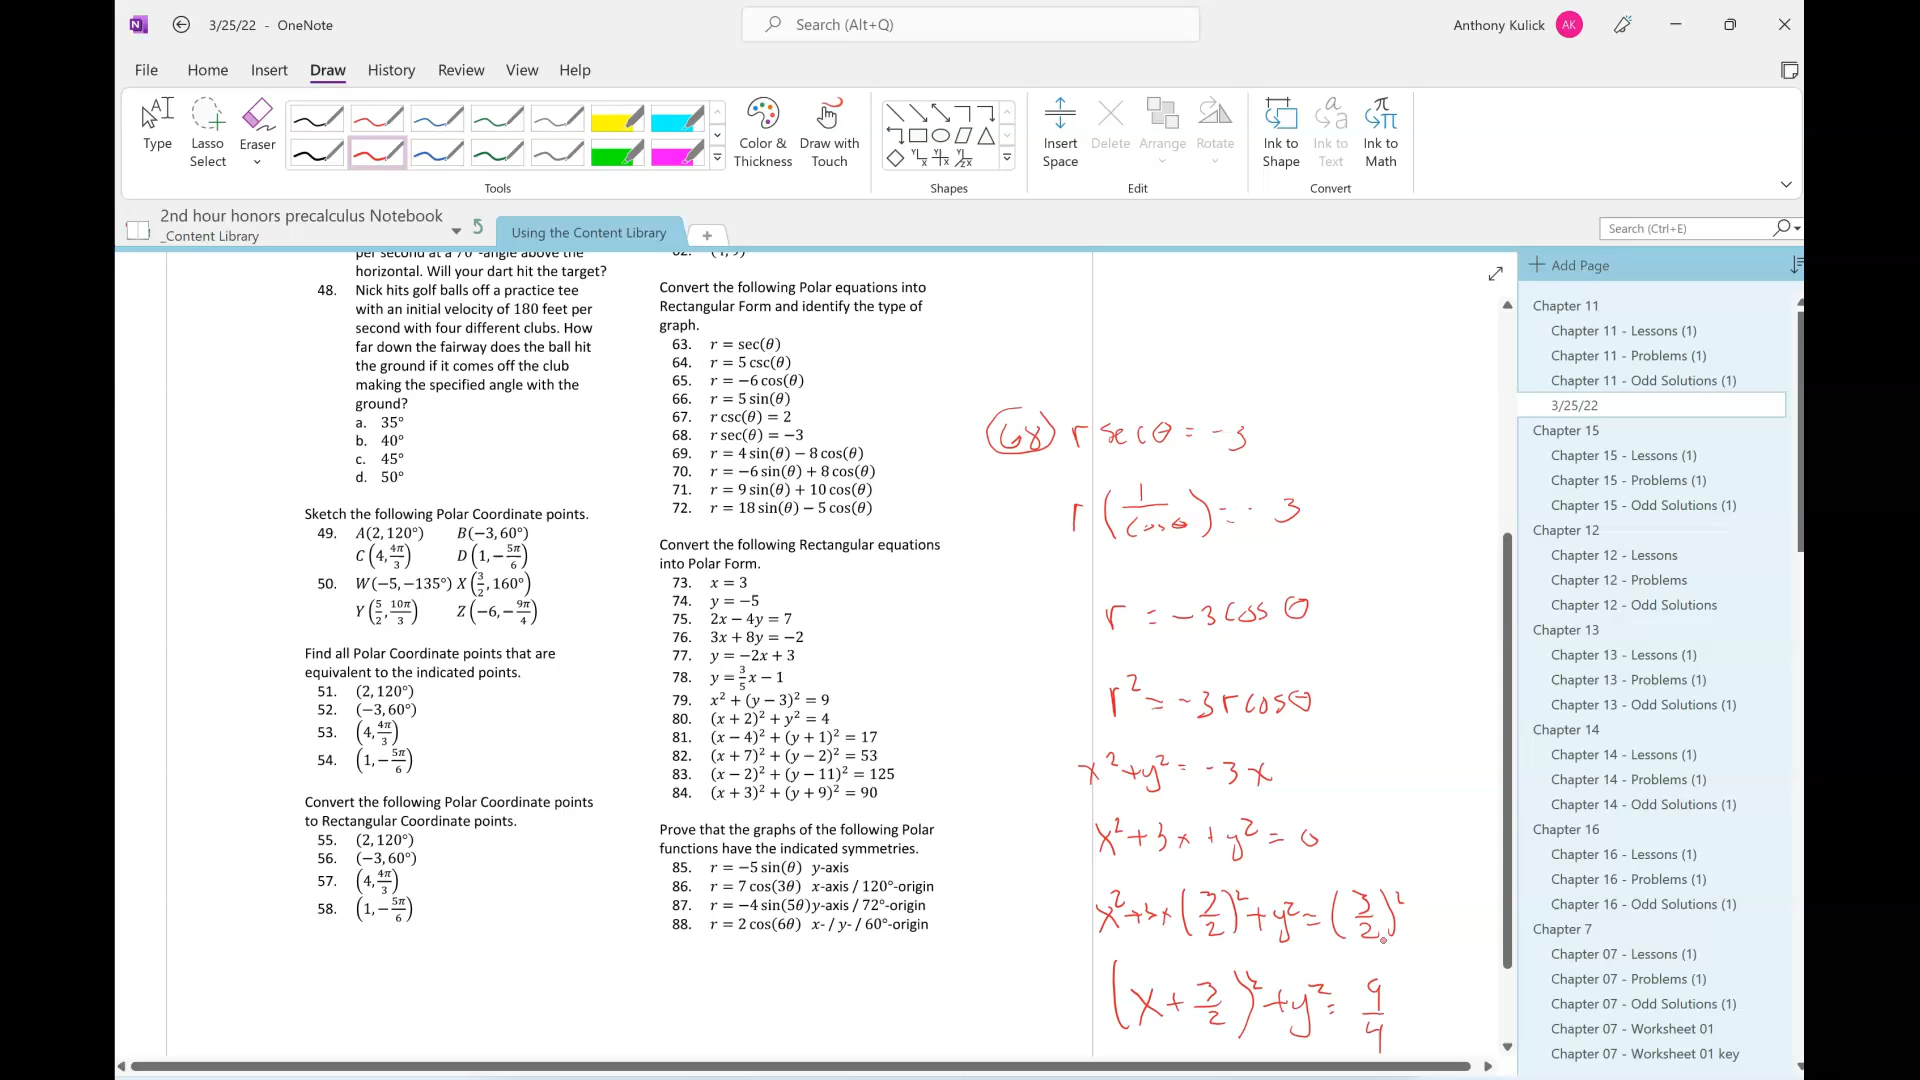 3/25/22 - OneNote
Search (Alt+Q)
Anthony Kulick AK
File Home Insert Draw History Review View Help
Type
Lasso Select
Eraser
Color & Thickness
Draw with Touch
Insert Space
Delete
Arrange
Rotate
Ink to Shape
Ink to Text
Ink to Math
Tools
Shapes
Edit
Convert
2nd hour honors precalculus Notebook
_Content Library
Using the Content Library
Search (Ctrl+E)
per second at a 70°-angle above the
horizontal. Will your dart hit the target?
48. Nick hits golf balls off a practice tee
with an initial velocity of 180 feet per
second with four different clubs. How
far down the fairway does the ball hit
the ground if it comes off the club
making the specified angle with the
ground?
a. 35°
b. 40°
c. 45°
d. 50°
Sketch the following Polar Coordinate points.
49. A(2, 120°) B(−3, 60°)
C(4, 4π/3) D(1, −5π/6)
50. W(−5, −135°) X(3/2, 160°)
Y(5/2, 10π/3) Z(−6, −9π/4)
Find all Polar Coordinate points that are
equivalent to the indicated points.
51. (2, 120°)
52. (−3, 60°)
53. (4, 4π/3)
54. (1, −5π/6)
Convert the following Polar Coordinate points
to Rectangular Coordinate points.
55. (2, 120°)
56. (−3, 60°)
57. (4, 4π/3)
58. (1, −5π/6)
Convert the following Polar equations into
Rectangular Form and identify the type of
graph.
63. r = sec(θ)
64. r = 5 csc(θ)
65. r = −6 cos(θ)
66. r = 5 sin(θ)
67. r csc(θ) = 2
68. r sec(θ) = −3
69. r = 4 sin(θ) − 8 cos(θ)
70. r = −6 sin(θ) + 8 cos(θ)
71. r = 9 sin(θ) + 10 cos(θ)
72. r = 18 sin(θ) − 5 cos(θ)
Convert the following Rectangular equations
into Polar Form.
73. x = 3
74. y = −5
75. 2x − 4y = 7
76. 3x + 8y = −2
77. y = −2x + 3
78. y = 3/5 x − 1
79. x² + (y − 3)² = 9
80. (x + 2)² + y² = 4
81. (x − 4)² + (y + 1)² = 17
82. (x + 7)² + (y − 2)² = 53
83. (x − 2)² + (y − 11)² = 125
84. (x + 3)² + (y + 9)² = 90
Prove that the graphs of the following Polar
functions have the indicated symmetries.
85. r = −5 sin(θ) y-axis
86. r = 7 cos(3θ) x-axis / 120°-origin
87. r = −4 sin(5θ) y-axis / 72°-origin
88. r = 2 cos(6θ) x- / y- / 60°-origin
68 r sec θ = -3
r (1/cos θ) = - 3
r = -3 cos θ
r² = -3 r cos θ
x² + y² = -3x
x² + 3x + y² = 0
x² + 3x (3/2)² + y² = (3/2)²
(x + 3/2)² + y² = 9/4
Add Page
Chapter 11
Chapter 11 - Lessons (1)
Chapter 11 - Problems (1)
Chapter 11 - Odd Solutions (1)
3/25/22
Chapter 15
Chapter 15 - Lessons (1)
Chapter 15 - Problems (1)
Chapter 15 - Odd Solutions (1)
Chapter 12
Chapter 12 - Lessons
Chapter 12 - Problems
Chapter 12 - Odd Solutions
Chapter 13
Chapter 13 - Lessons (1)
Chapter 13 - Problems (1)
Chapter 13 - Odd Solutions (1)
Chapter 14
Chapter 14 - Lessons (1)
Chapter 14 - Problems (1)
Chapter 14 - Odd Solutions (1)
Chapter 16
Chapter 16 - Lessons (1)
Chapter 16 - Problems (1)
Chapter 16 - Odd Solutions (1)
Chapter 7
Chapter 07 - Lessons (1)
Chapter 07 - Problems (1)
Chapter 07 - Odd Solutions (1)
Chapter 07 - Worksheet 01
Chapter 07 - Worksheet 01 key